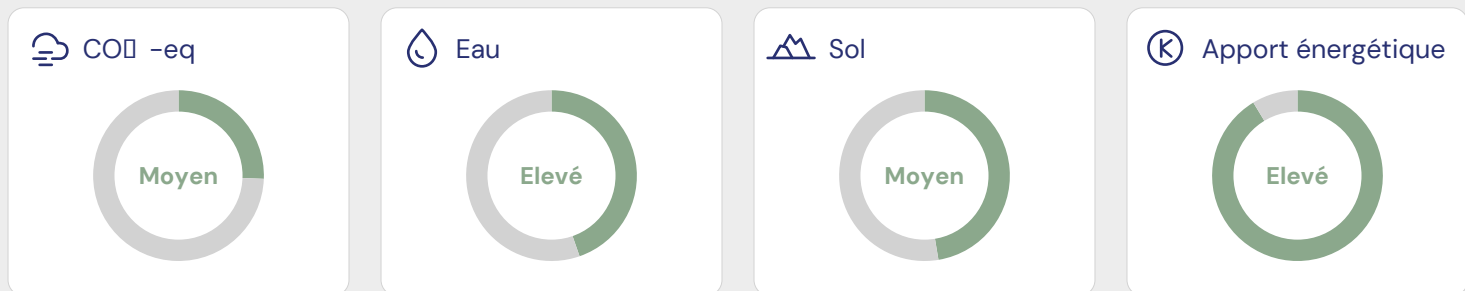 CO▯ -eq
Eau
Sol
Apport énergétique
Moyen
Elevé
Moyen
Elevé